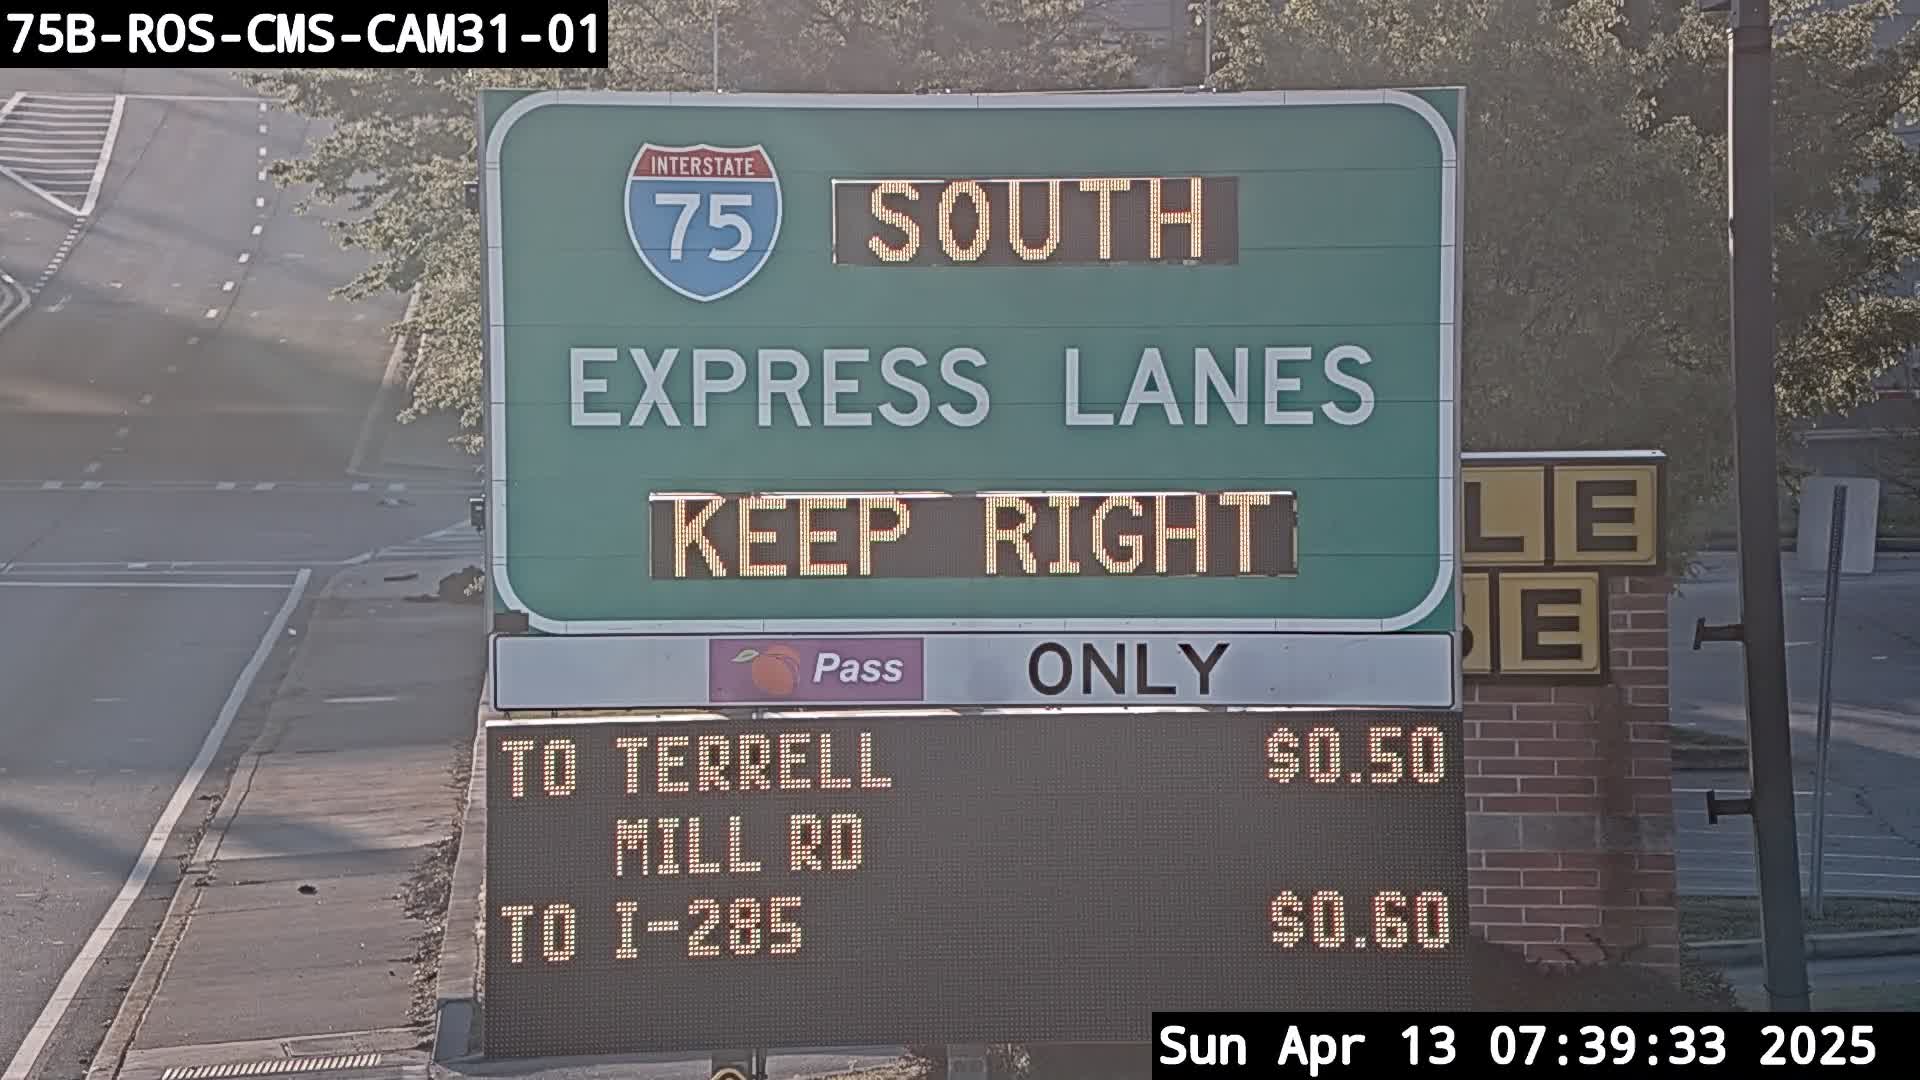 75B-ROS-CMS-CAM31-01
INTERSTATE
75
SOUTH
EXPRESS LANES
KEEP RIGHT
Pass ONLY
TO TERRELL $0.50
MILL RD
TO I-285 $0.60
LE
E
Sun Apr 13 07:39:33 2025